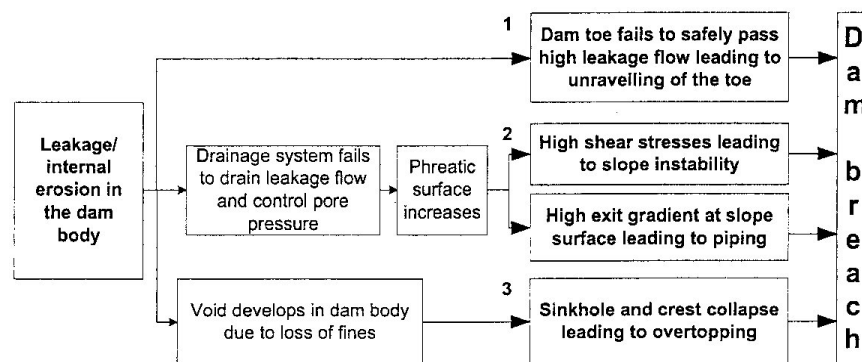 Leakage/
internal
erosion in
the dam
body
1
Dam toe fails to safely pass
high leakage flow leading to
unravelling of the toe
Drainage system fails
to drain leakage flow
and control pore
pressure
Phreatic
surface
increases
2
High shear stresses leading
to slope instability
High exit gradient at slope
surface leading to piping
Void develops in dam body
due to loss of fines
3
Sinkhole and crest collapse
leading to overtopping
Dam breach